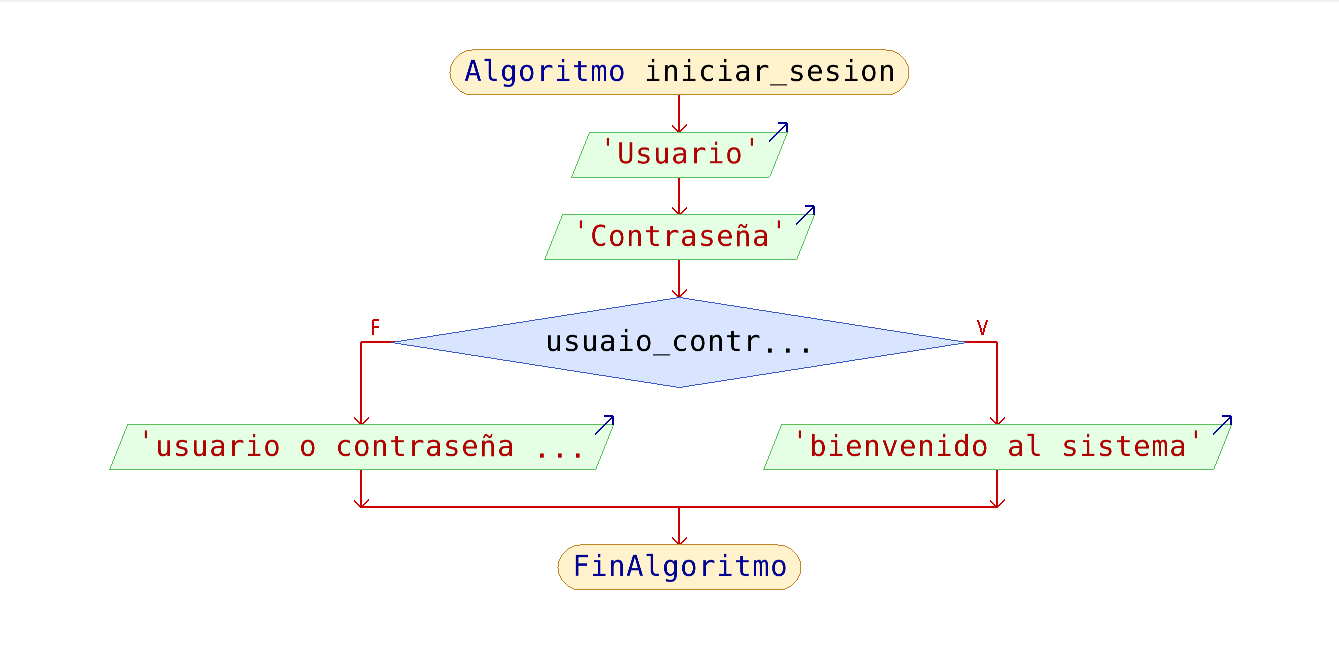 Algoritmo iniciar_sesion
'Usuario'
'Contraseña'
F
V
usuaio_contr...
'usuario o contraseña ...
'bienvenido al sistema'
FinAlgoritmo